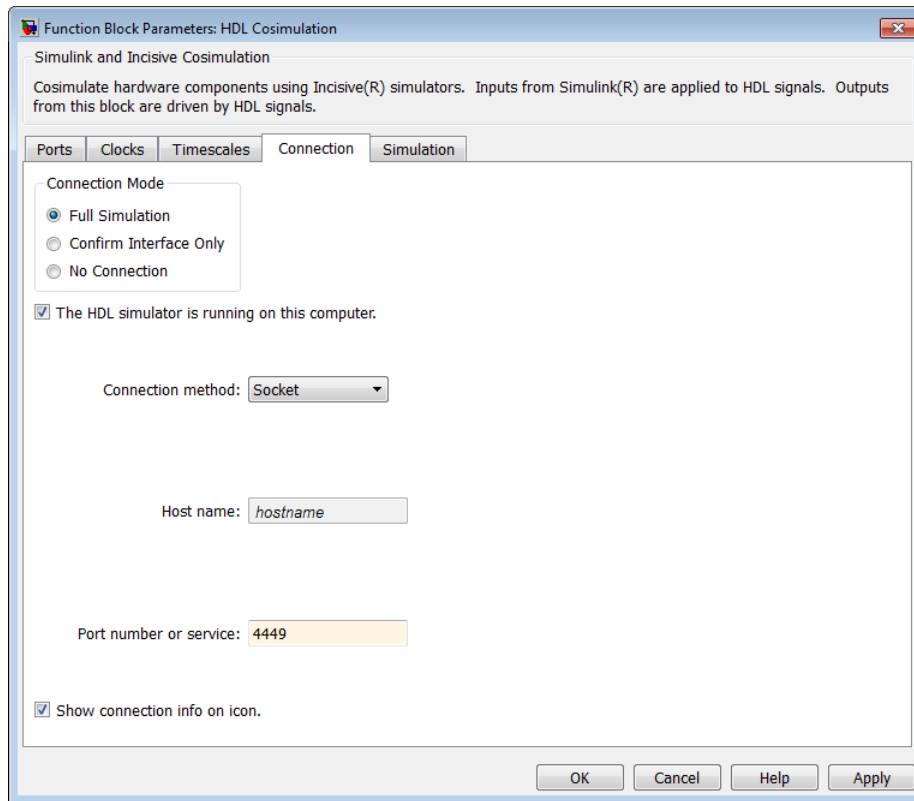 Function Block Parameters: HDL Cosimulation
Simulink and Incisive Cosimulation
Cosimulate hardware components using Incisive(R) simulators.  Inputs from Simulink(R) are applied to HDL signals.  Outputs
from this block are driven by HDL signals.
Ports Clocks Timescales Connection Simulation
Connection Mode
Full Simulation
Confirm Interface Only
No Connection
The HDL simulator is running on this computer.
Connection method: Socket
Host name: hostname
Port number or service: 4449
Show connection info on icon.
OK Cancel Help Apply